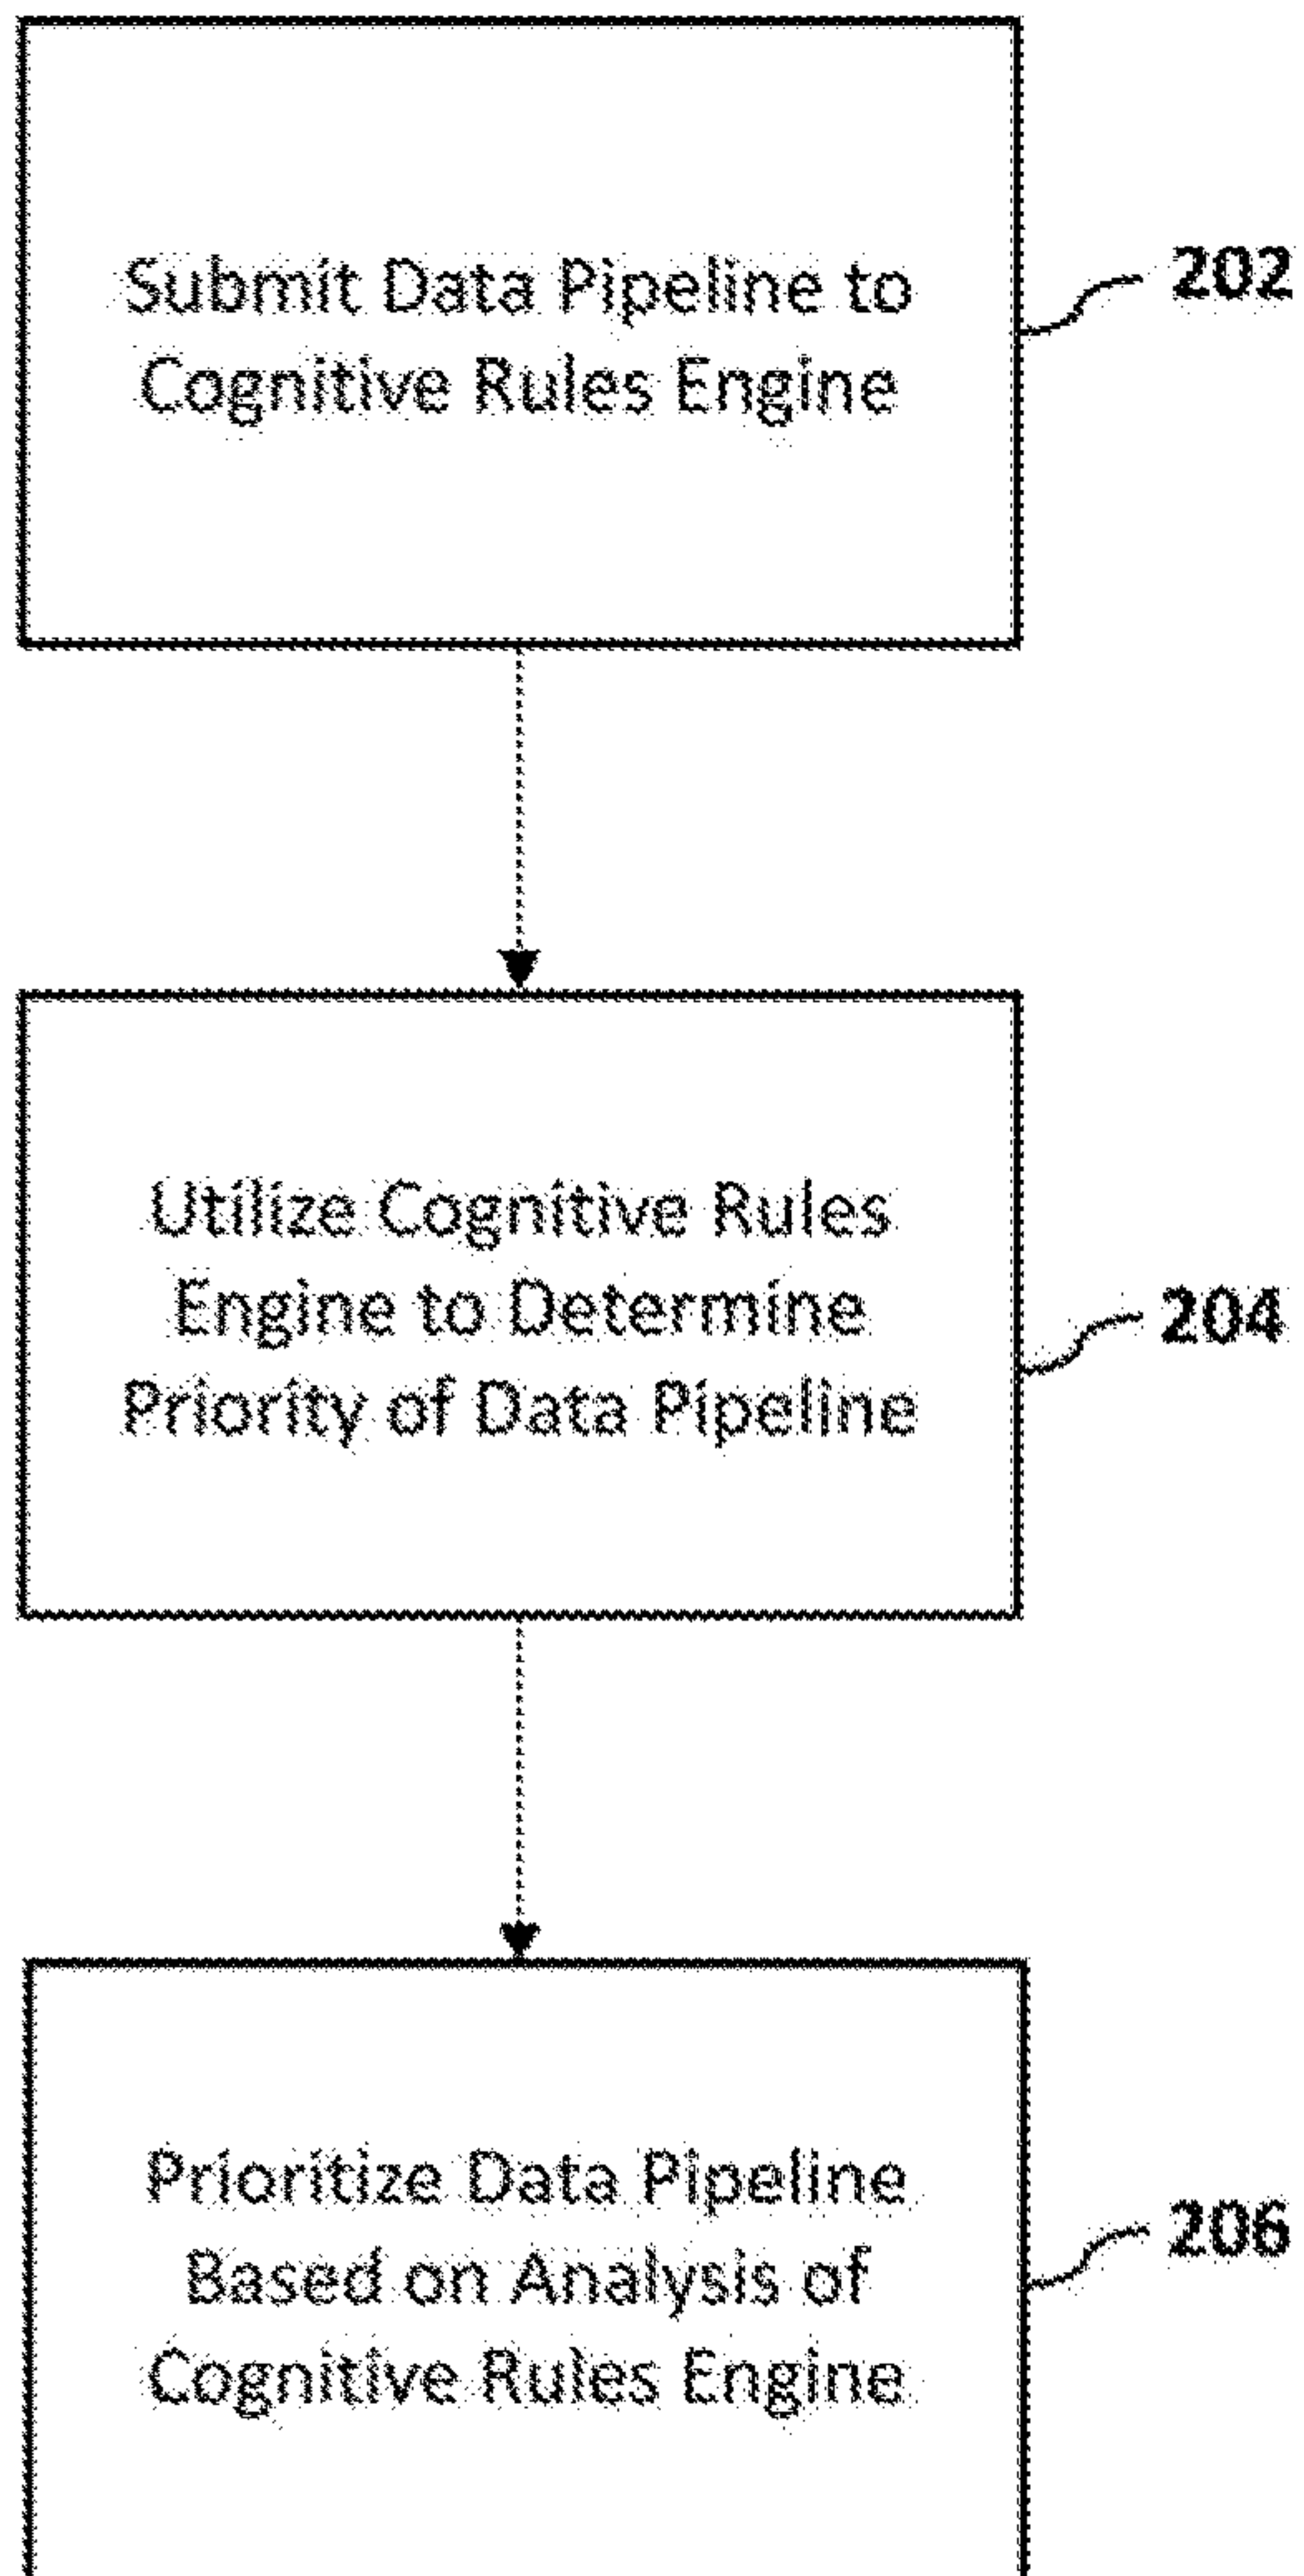 Submit Data Pipeline to
Cognitive Rules Engine
202
Utilize Cognitive Rules
Engine to Determine
Priority of Data Pipeline
204
Prioritize Data Pipeline
Based on Analysis of
Cognitive Rules Engine
206